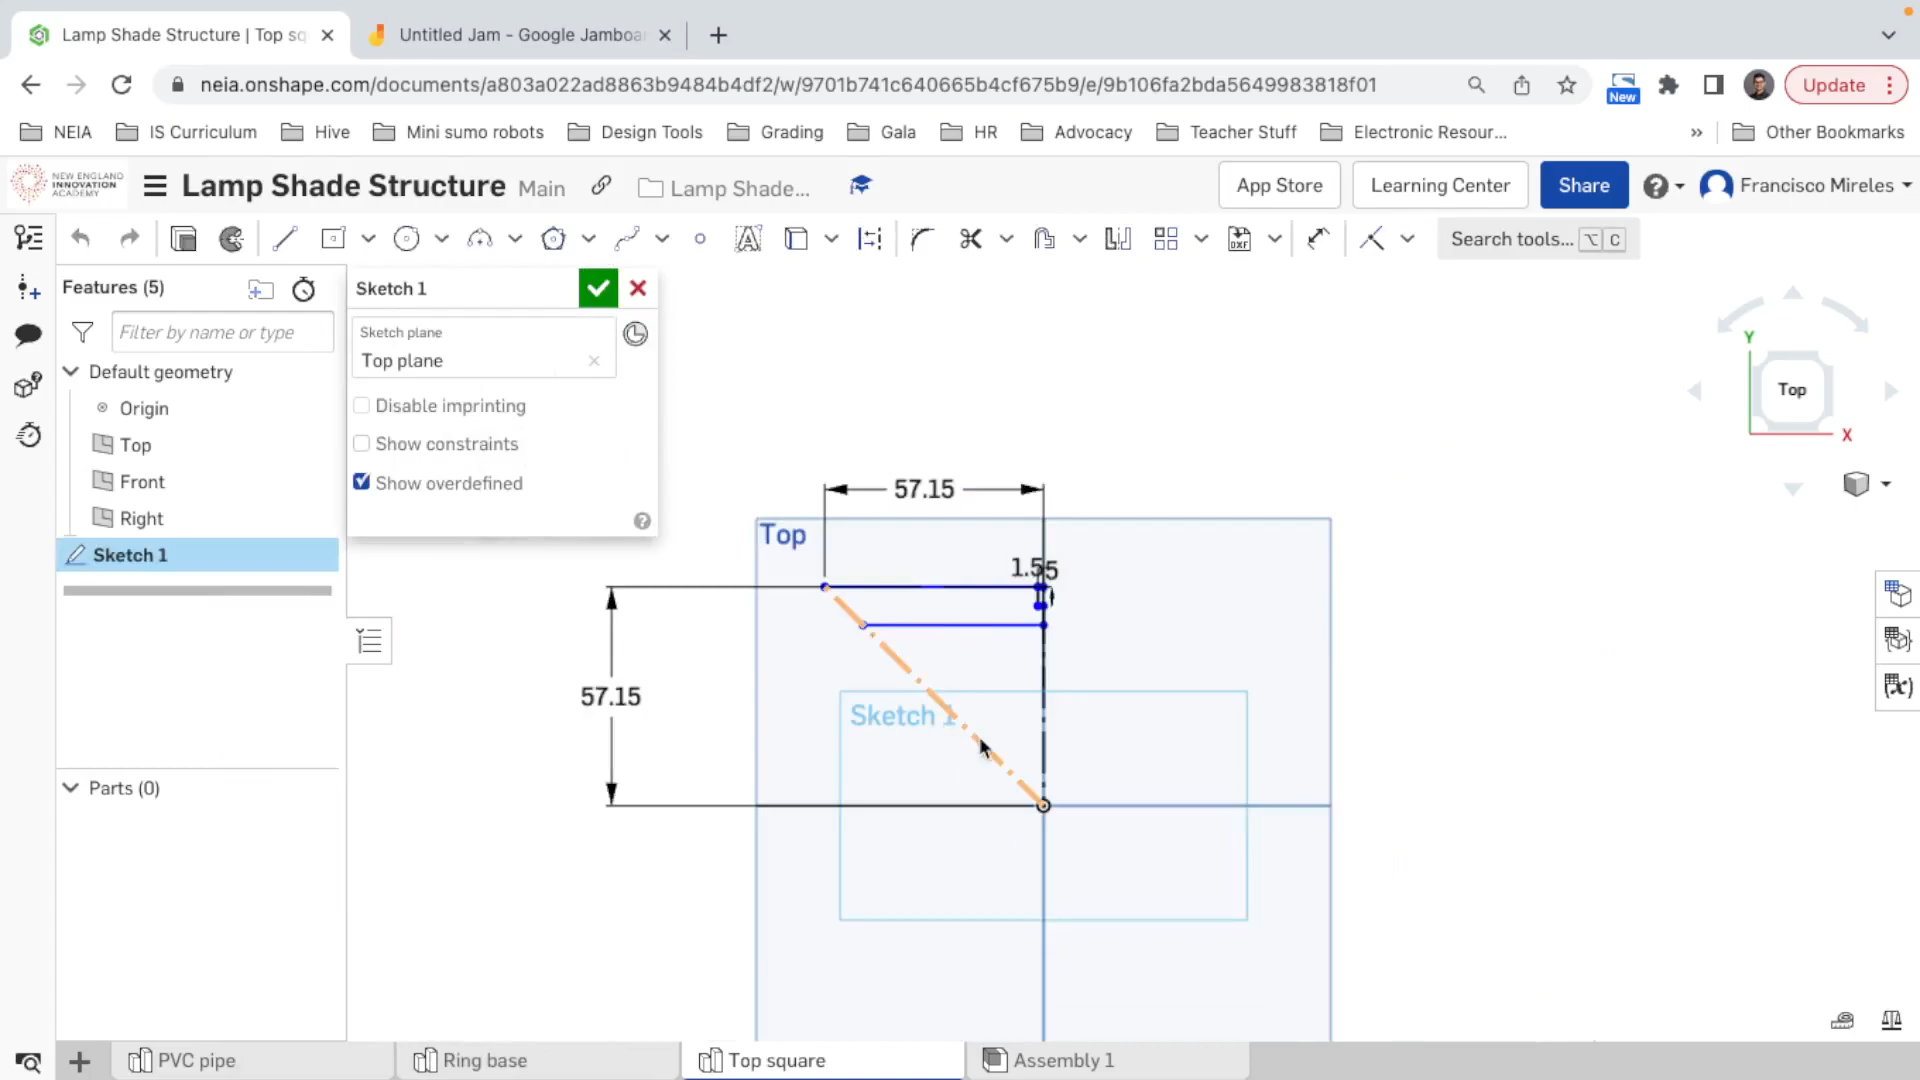 Lamp Shade Structure | Top sq
Untitled Jam - Google Jamboa
neia.onshape.com/documents/a803a022ad8863b9484b4df2/w/9701b741c640665b4cf675b9/e/9b106fa2bda5649983818f01
New
Update
NEIA
IS Curriculum
Hive
Mini sumo robots
Design Tools
Grading
Gala
HR
Advocacy
Teacher Stuff
Electronic Resour...
»
Other Bookmarks
NEW ENGLAND
INNOVATION
ACADEMY
Lamp Shade Structure Main
Lamp Shade...
App Store
Learning Center
Share
Francisco Mireles
Search tools... ⌥ C
Features (5)
Filter by name or type
Default geometry
Origin
Top
Front
Right
Sketch 1
Parts (0)
Sketch 1
Sketch plane
Top plane
Disable imprinting
Show constraints
Show overdefined
57.15
Top
57.15
Sketch 1
Y
Top
X
PVC pipe
Ring base
Top square
Assembly 1